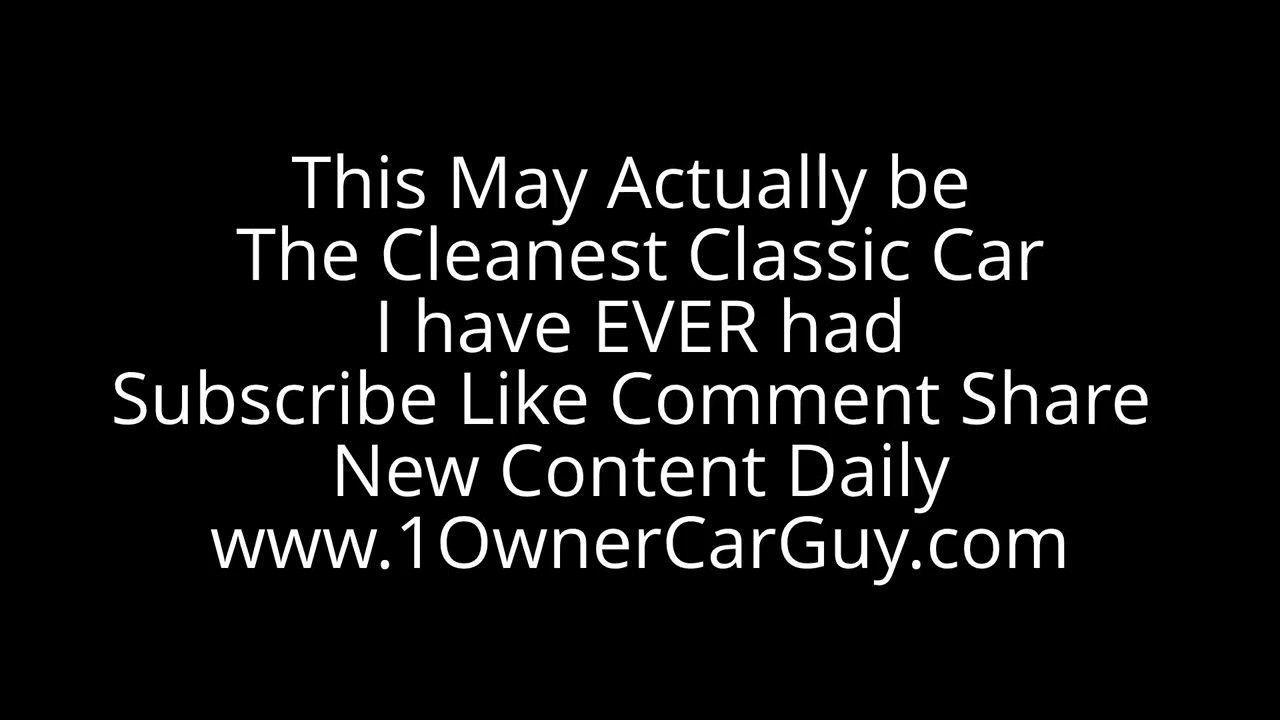 This May Actually be
The Cleanest Classic Car
I have EVER had
Subscribe Like Comment Share
New Content Daily
www.1OwnerCarGuy.com